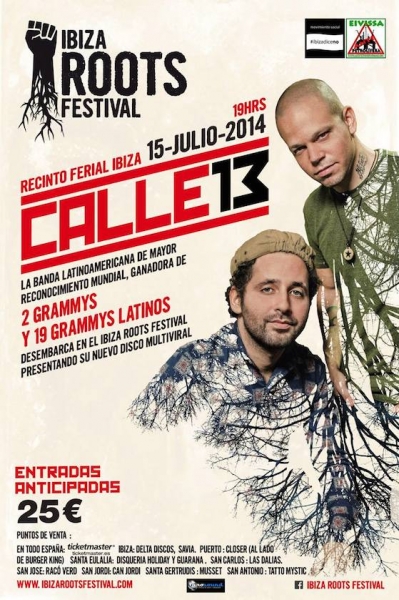 IBIZA
ROOTS
FESTIVAL
#ibizadiceno
EIVISSA
19HRS
RECINTO FERIAL IBIZA 15-JULIO-2014
CALLE13
LA BANDA LATINOAMERICANA DE MAYOR
RECONOCIMIENTO MUNDIAL, GANADORA DE
2 GRAMMYS
Y 19 GRAMMYS LATINOS
DESEMBARCA EN EL IBIZA ROOTS FESTIVAL
PRESENTANDO SU NUEVO DISCO MULTIVIRAL
ENTRADAS
ANTICIPADAS
25€
PUNTOS DE VENTA :
EN TODO ESPAÑA: ticketmaster ticketmaster.es IBIZA: DELTA DISCOS, SAVIA. PUERTO : CLOSER (AL LADO
DE BURGER KING) SANTA EULALIA: DISQUERIA HOLIDAY Y GUARANA . SAN CARLOS : LAS DALIAS.
SAN JOSE: RACÓ VERD SAN JORDI: CAN JORDI SANTA GERTRUDIS : MUSSET SAN ANTONIO : TATTO MYSTIC
WWW.IBIZAROOTSFESTIVAL.COM
IBIZA ROOTS FESTIVAL